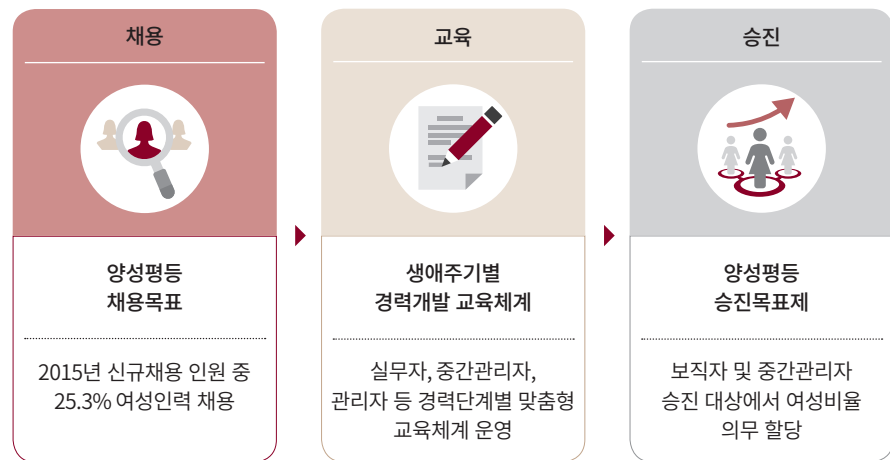 채용
양성평등
채용목표
2015년 신규채용 인원 중
25.3% 여성인력 채용
교육
생애주기별
경력개발 교육체계
실무자, 중간관리자,
관리자 등 경력단계별 맞춤형
교육체계 운영
승진
양성평등
승진목표제
보직자 및 중간관리자
승진 대상에서 여성비율
의무 할당